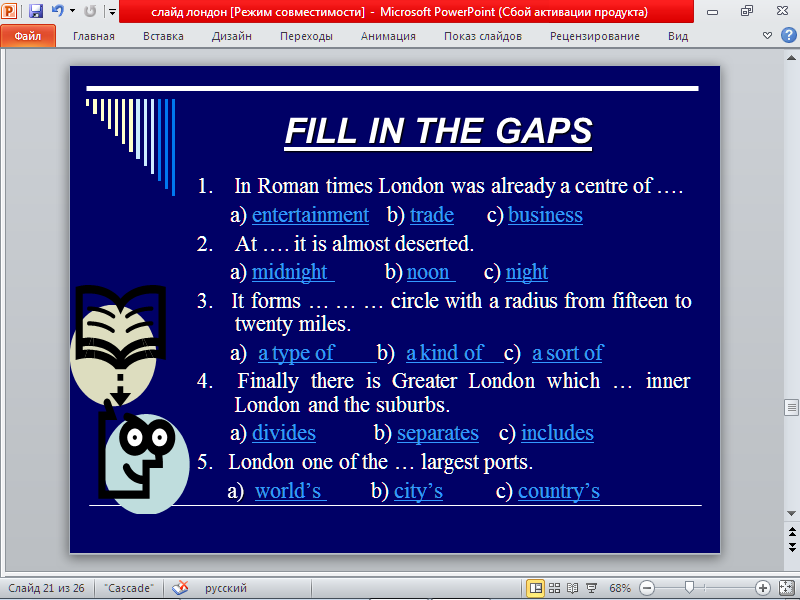 слайд лондон [Режим совместимости] - Microsoft PowerPoint (Сбой активации продукта)
Файл Главная Вставка Дизайн Переходы Анимация Показ слайдов Рецензирование Вид
FILL IN THE GAPS
1. In Roman times London was already a centre of ….
a) entertainment b) trade c) business
2. At …. it is almost deserted.
a) midnight b) noon c) night
3. It forms … … … circle with a radius from fifteen to
twenty miles.
a) a type of b) a kind of c) a sort of
4. Finally there is Greater London which … inner
London and the suburbs.
a) divides b) separates c) includes
5. London one of the … largest ports.
a) world’s b) city’s c) country’s
Слайд 21 из 26 "Cascade" русский 68%